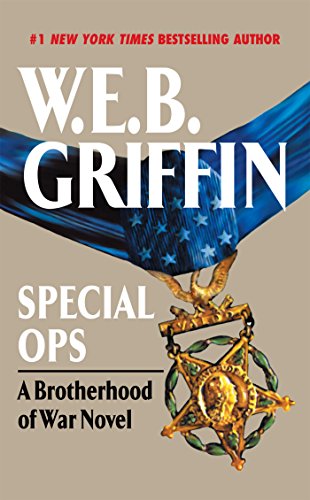 #1 NEW YORK TIMES BESTSELLING AUTHOR
W.E.B.
GRIFFIN
SPECIAL
OPS
A Brotherhood
of War Novel